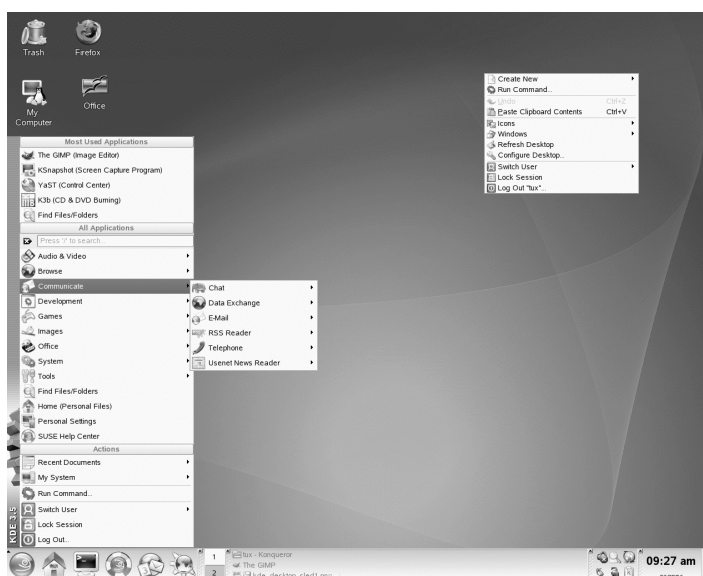 Trash
Firefox
My
Computer
Office
Most Used Applications
The GIMP (Image Editor)
KSnapshot (Screen Capture Program)
YaST (Control Center)
K3b (CD & DVD Burning)
Find Files/Folders
All Applications
Press '/' to search...
Audio & Video
Browse
Communicate
Development
Games
Images
Office
System
Tools
Find Files/Folders
Home (Personal Files)
Personal Settings
SUSE Help Center
Actions
Recent Documents
My System
Run Command...
Switch User
Lock Session
Log Out...
KDE 3.5
Chat
Data Exchange
E-Mail
RSS Reader
Telephone
Usenet News Reader
Create New
Run Command...
Undo Ctrl+Z
Paste Clipboard Contents Ctrl+V
Icons
Windows
Refresh Desktop
Configure Desktop...
Switch User
Lock Session
Log Out "tux"...
1
2
tux - Konqueror
The GIMP
09:27 am